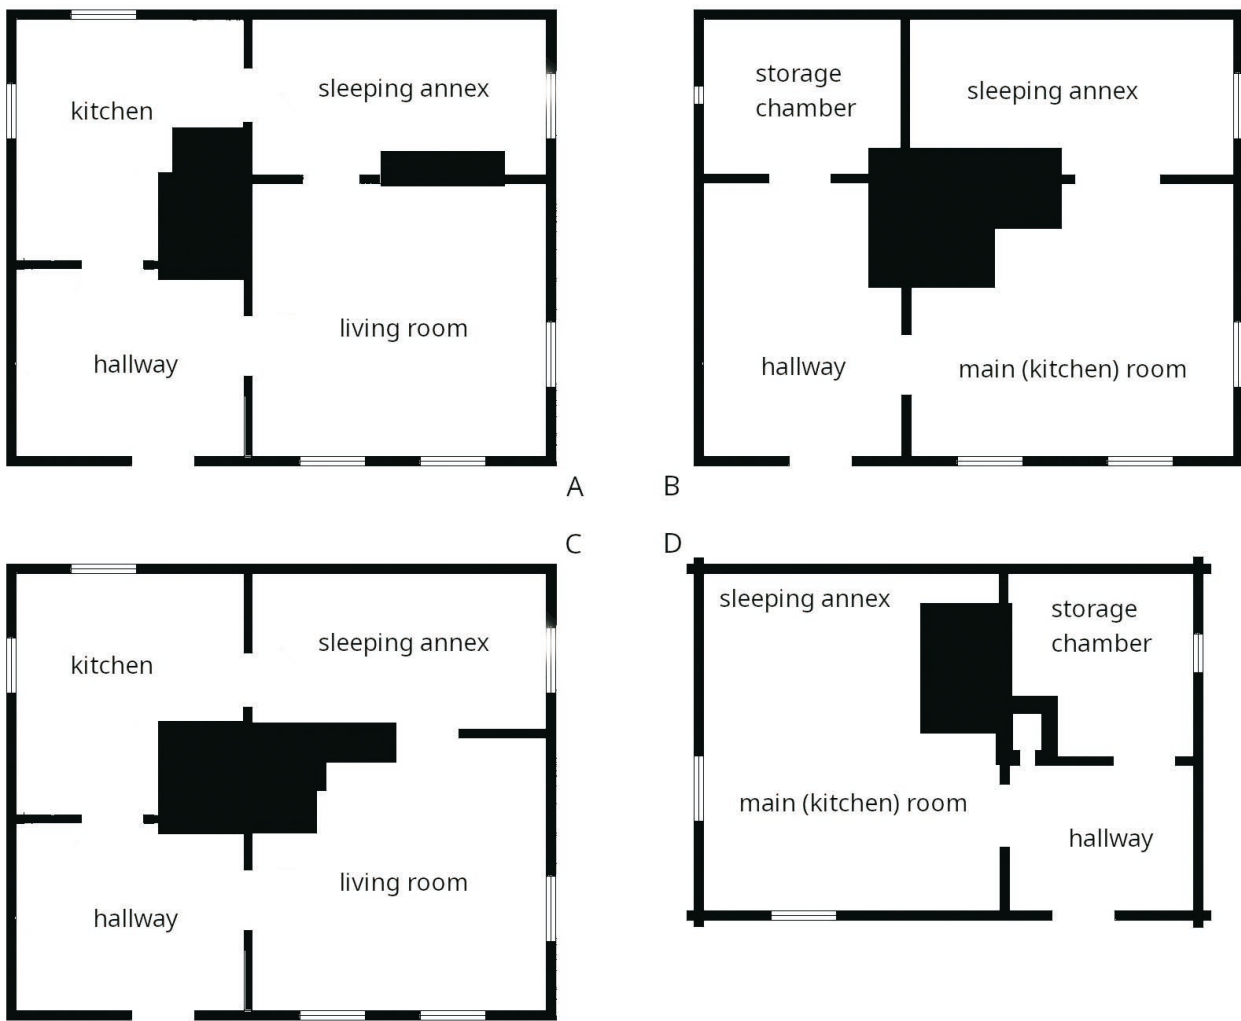 kitchen
sleeping annex
living room
hallway
A
storage
chamber
sleeping annex
hallway
main (kitchen) room
B
C
kitchen
sleeping annex
living room
hallway
D
sleeping annex
storage
chamber
main (kitchen) room
hallway